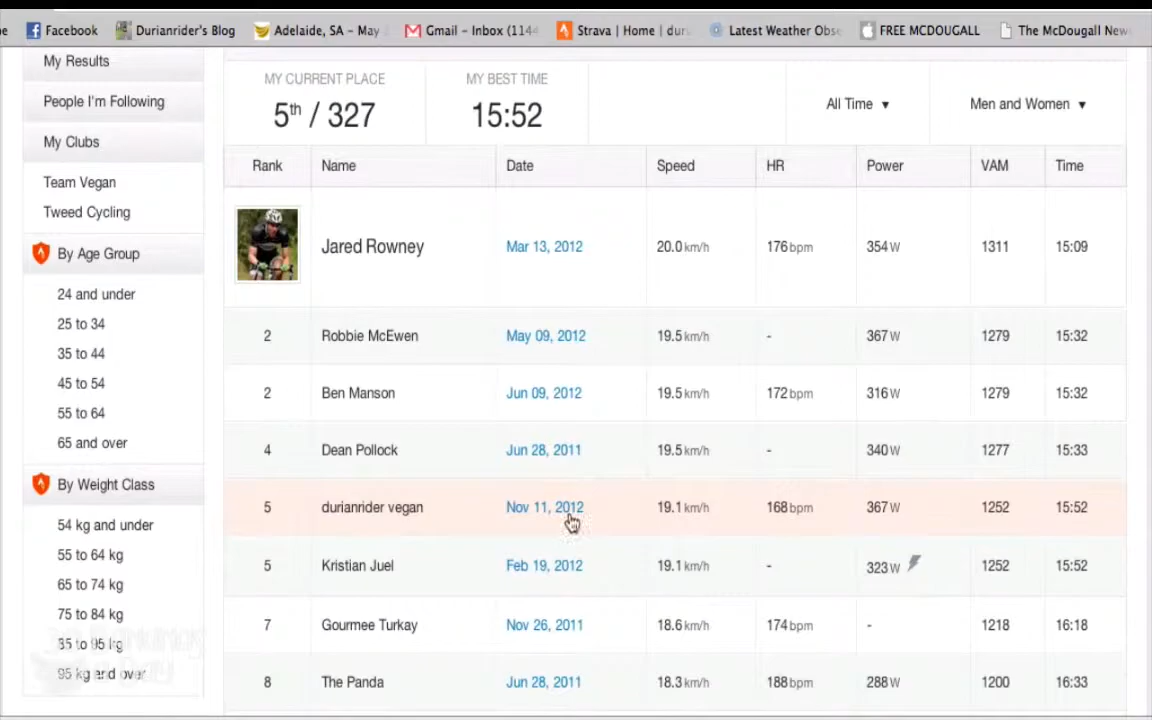 e Facebook Durianrider's Blog Adelaide, SA – May Gmail – Inbox (114 Strava | Home | duri Latest Weather Obse FREE MCDOUGALL The McDougall New
My Results
People I'm Following
My Clubs
Team Vegan
Tweed Cycling
By Age Group
24 and under
25 to 34
35 to 44
45 to 54
55 to 64
65 and over
By Weight Class
54 kg and under
55 to 64 kg
65 to 74 kg
75 to 84 kg
85 to 95 kg
95 kg and over
MY CURRENT PLACE MY BEST TIME
5th / 327 15:52 All Time ▼ Men and Women ▼
Rank Name Date Speed HR Power VAM Time
Jared Rowney Mar 13, 2012 20.0 km/h 176 bpm 354 W 1311 15:09
2 Robbie McEwen May 09, 2012 19.5 km/h - 367 W 1279 15:32
2 Ben Manson Jun 09, 2012 19.5 km/h 172 bpm 316 W 1279 15:32
4 Dean Pollock Jun 28, 2011 19.5 km/h - 340 W 1277 15:33
5 durianrider vegan Nov 11, 2012 19.1 km/h 168 bpm 367 W 1252 15:52
5 Kristian Juel Feb 19, 2012 19.1 km/h - 323 W 1252 15:52
7 Gourmee Turkay Nov 26, 2011 18.6 km/h 174 bpm - 1218 16:18
8 The Panda Jun 28, 2011 18.3 km/h 188 bpm 288 W 1200 16:33